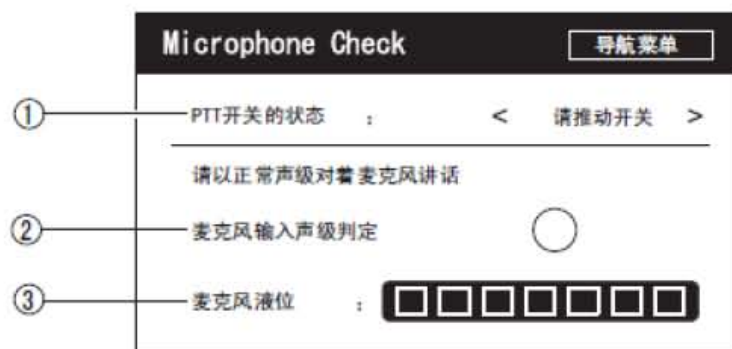 Microphone Check 导航菜单
① PTT开关的状态 : < 请推动开关 >
请以正常声级对着麦克风讲话
② 麦克风输入声级判定
③ 麦克风液位 :